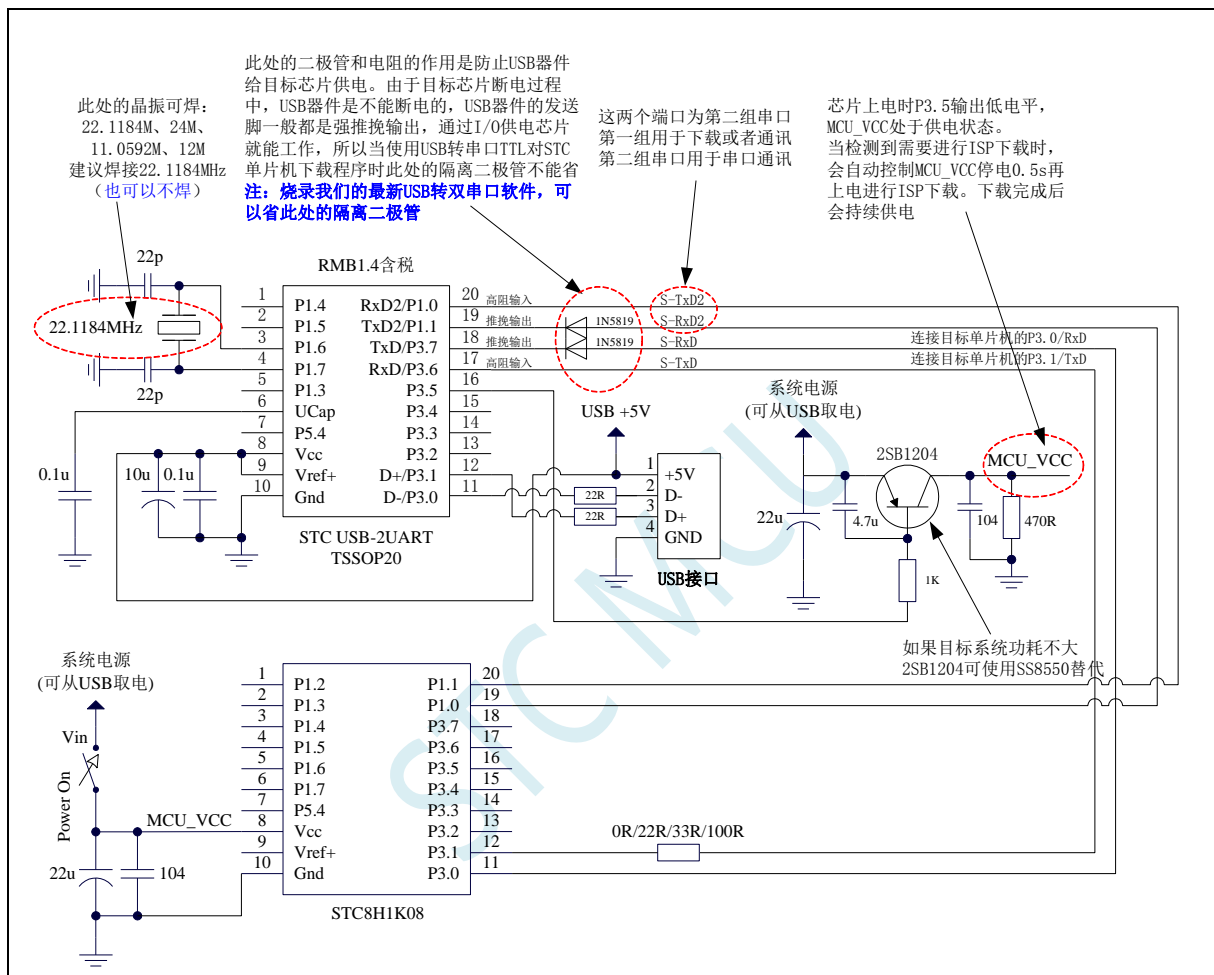 此处的二极管和电阻的作用是防止USB器件
给目标芯片供电。由于目标芯片断电过程
中，USB器件是不能断电的，USB器件的发送
脚一般都是强推挽输出，通过I/O供电芯片
就能工作，所以当使用USB转串口TTL对STC
单片机下载程序时此处的隔离二极管不能省
注：烧录我们的最新USB转双串口软件，可
以省此处的隔离二极管
此处的晶振可焊：
22.1184M、24M、
11.0592M、12M
建议焊接22.1184MHz
（也可以不焊）
这两个端口为第二组串口
第一组用于下载或者通讯
第二组串口用于串口通讯
芯片上电时P3.5输出低电平，
MCU_VCC处于供电状态。
当检测到需要进行ISP下载时，
会自动控制MCU_VCC停电0.5s再
上电进行ISP下载。下载完成后
会持续供电
22p
22.1184MHz
22p
RMB1.4含税
1 P1.4 RxD2/P1.0 20 高阻输入 S-TxD2
2 P1.5 TxD2/P1.1 19 推挽输出 1N5819 S-RxD2
3 P1.6 TxD/P3.7 18 推挽输出 1N5819 S-RxD 连接目标单片机的P3.0/RxD
4 P1.7 RxD/P3.6 17 高阻输入 S-TxD 连接目标单片机的P3.1/TxD
5 P1.3 P3.5 16
6 UCap P3.4 15
7 P5.4 P3.3 14
8 Vcc P3.2 13
9 Vref+ D+/P3.1 12
10 Gnd D-/P3.0 11
STC USB-2UART
TSSOP20
0.1u
10u
0.1u
USB +5V
22R
22R
1 +5V
2 D-
3 D+
4 GND
USB接口
系统电源
(可从USB取电)
2SB1204
MCU_VCC
22u
4.7u
104
470R
1K
如果目标系统功耗不大
2SB1204可使用SS8550替代
STC MCU
系统电源
(可从USB取电)
Vin
Power On
MCU_VCC
22u
104
1 P1.2 P1.1 20
2 P1.3 P1.0 19
3 P1.4 P3.7 18
4 P1.5 P3.6 17
5 P1.6 P3.5 16
6 P1.7 P3.4 15
7 P5.4 P3.3 14
8 Vcc P3.2 13
9 Vref+ P3.1 12
10 Gnd P3.0 11
0R/22R/33R/100R
STC8H1K08